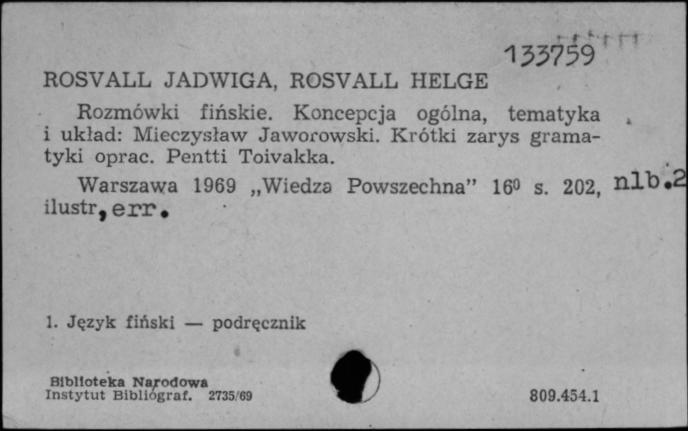 133759
ROSVALL JADWIGA, ROSVALL HELGE
Rozmówki fińskie. Koncepcja ogólna, tematyka
i układ: Mieczysław Jaworowski. Krótki zarys grama-
tyki oprac. Pentti Toivakka.
Warszawa 1969 „Wiedza Powszechna” 16⁰ s. 202, nlb.2
ilustr, err.
1. Język fiński — podręcznik
Biblioteka Narodowa
Instytut Bibliograf. 2735/69
809.454.1